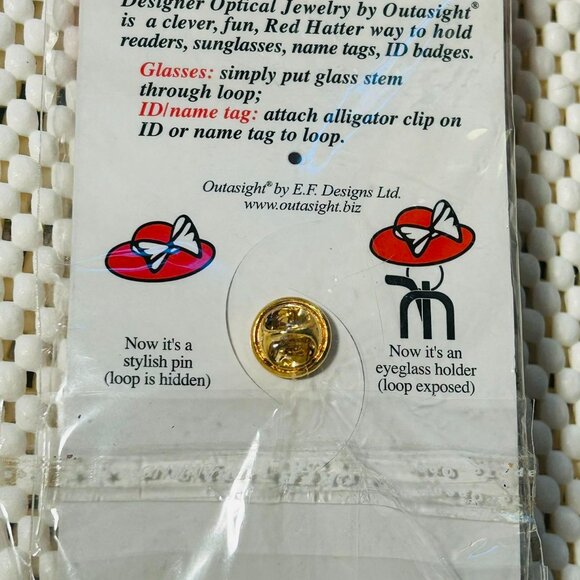 Designer Optical Jewelry by Outasight®
is a clever, fun, Red Hatter way to hold
readers, sunglasses, name tags, ID badges.
Glasses: simply put glass stem
through loop;
ID/name tag: attach alligator clip on
ID or name tag to loop.
Outasight® by E.F. Designs Ltd.
www.outasight.biz
Now it's a
stylish pin
(loop is hidden)
Now it's an
eyeglass holder
(loop exposed)